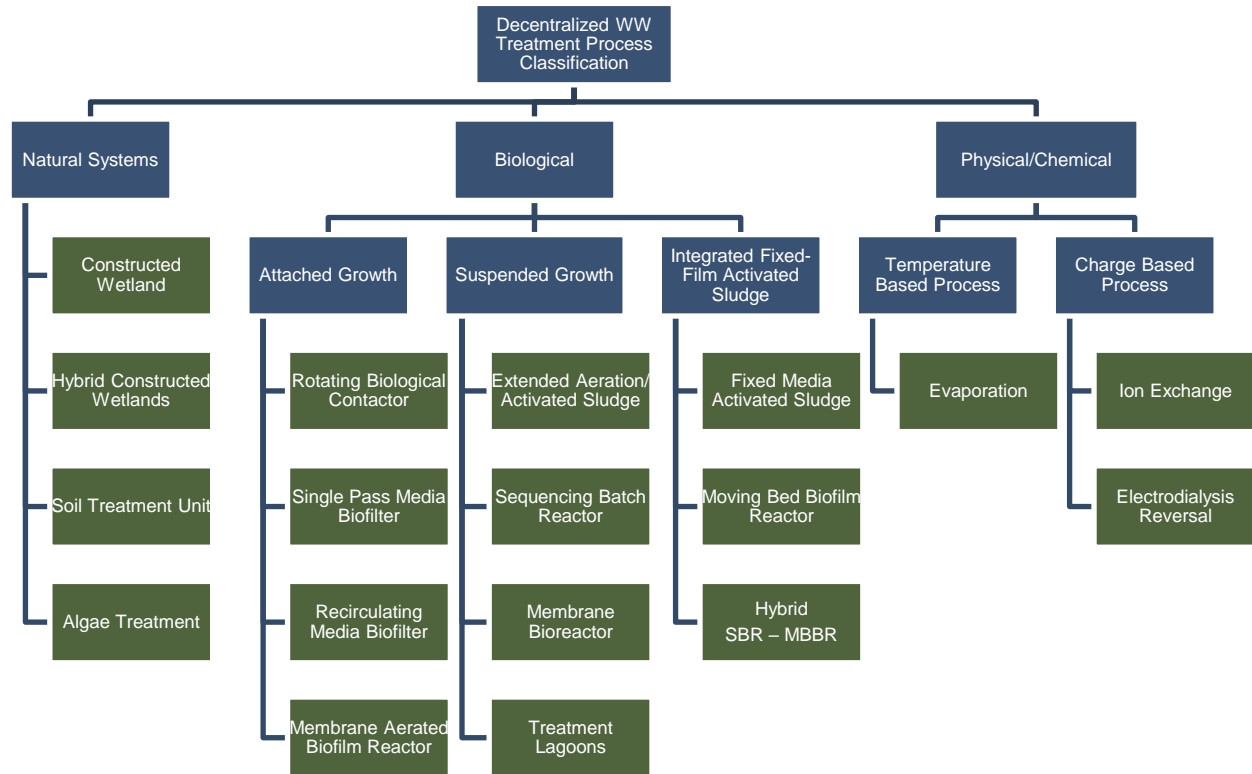 Decentralized WW
Treatment Process
Classification
Natural Systems
Biological
Physical/Chemical
Constructed
Wetland
Hybrid Constructed
Wetlands
Soil Treatment Unit
Algae Treatment
Attached Growth
Rotating Biological
Contactor
Single Pass Media
Biofilter
Recirculating
Media Biofilter
Membrane Aerated
Biofilm Reactor
Suspended Growth
Extended Aeration/
Activated Sludge
Sequencing Batch
Reactor
Membrane
Bioreactor
Treatment
Lagoons
Integrated Fixed-
Film Activated
Sludge
Fixed Media
Activated Sludge
Moving Bed Biofilm
Reactor
Hybrid
SBR – MBBR
Temperature
Based Process
Evaporation
Charge Based
Process
Ion Exchange
Electrodialysis
Reversal